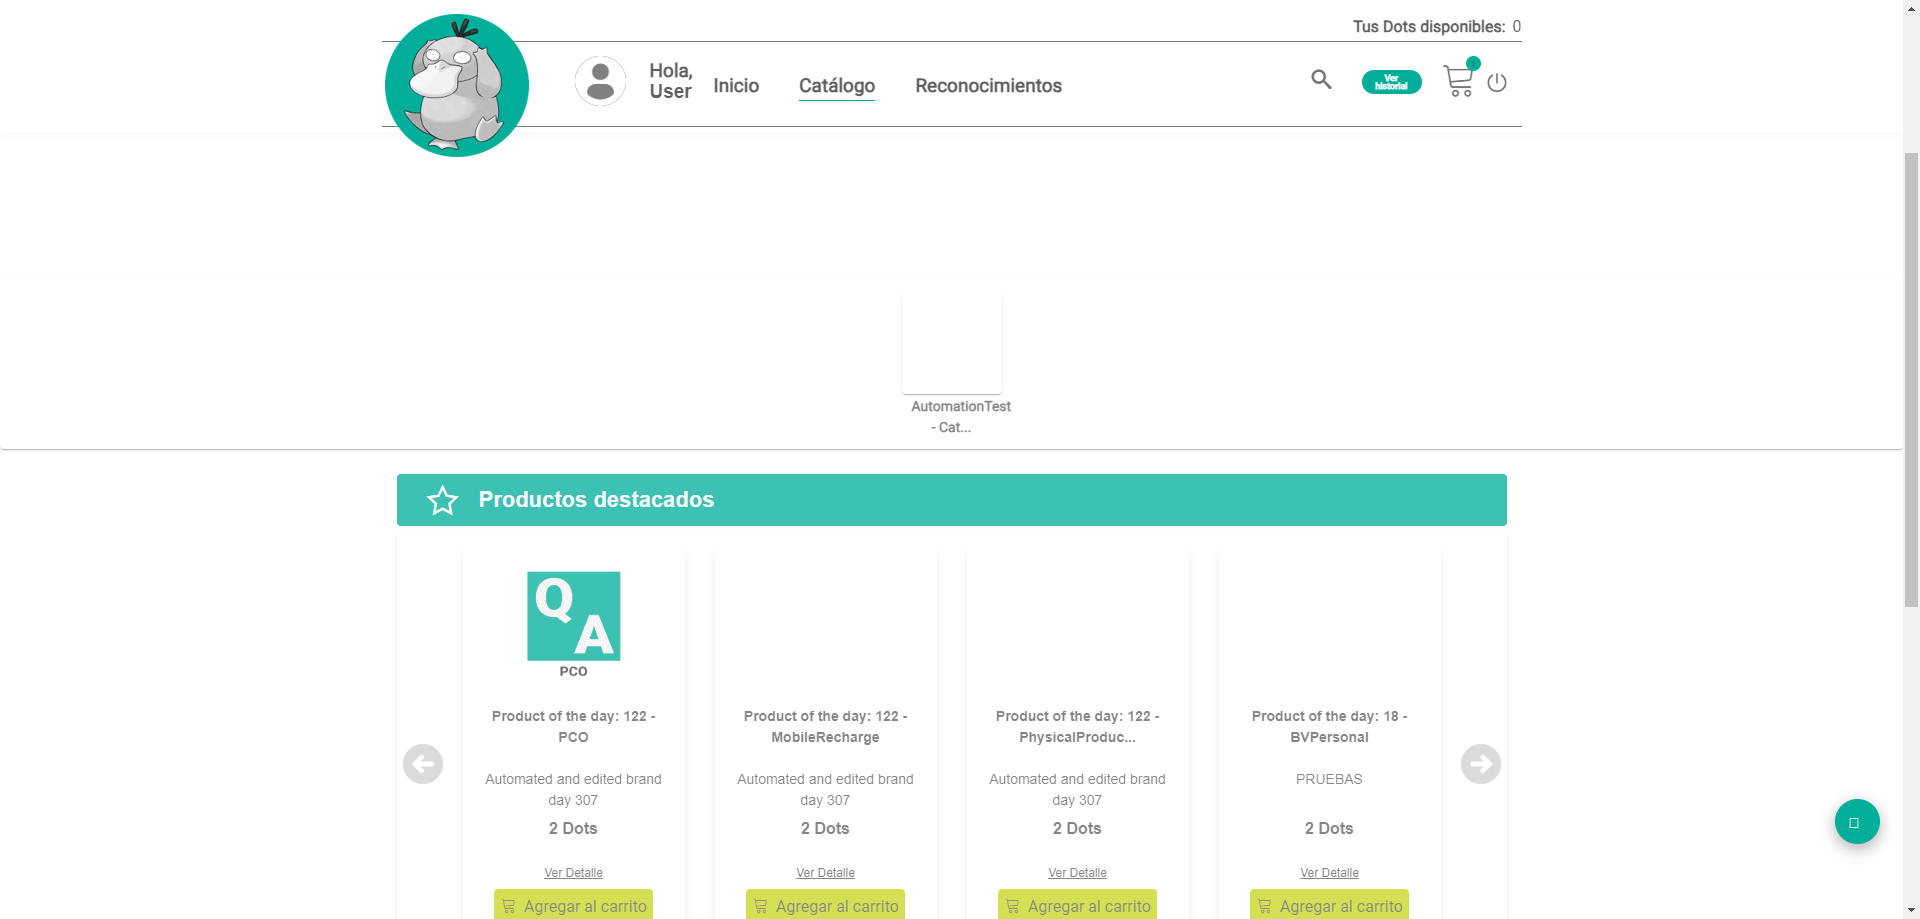 Tus Dots disponibles: 0
Hola,
User
Inicio
Catálogo
Reconocimientos
Ver
historial
AutomationTest
- Cat...
Productos destacados
QA
PCO
Product of the day: 122 -
PCO
Automated and edited brand
day 307
2 Dots
Ver Detalle
Agregar al carrito
Product of the day: 122 -
MobileRecharge
Automated and edited brand
day 307
2 Dots
Ver Detalle
Agregar al carrito
Product of the day: 122 -
PhysicalProduc...
Automated and edited brand
day 307
2 Dots
Ver Detalle
Agregar al carrito
Product of the day: 18 -
BVPersonal
PRUEBAS
2 Dots
Ver Detalle
Agregar al carrito